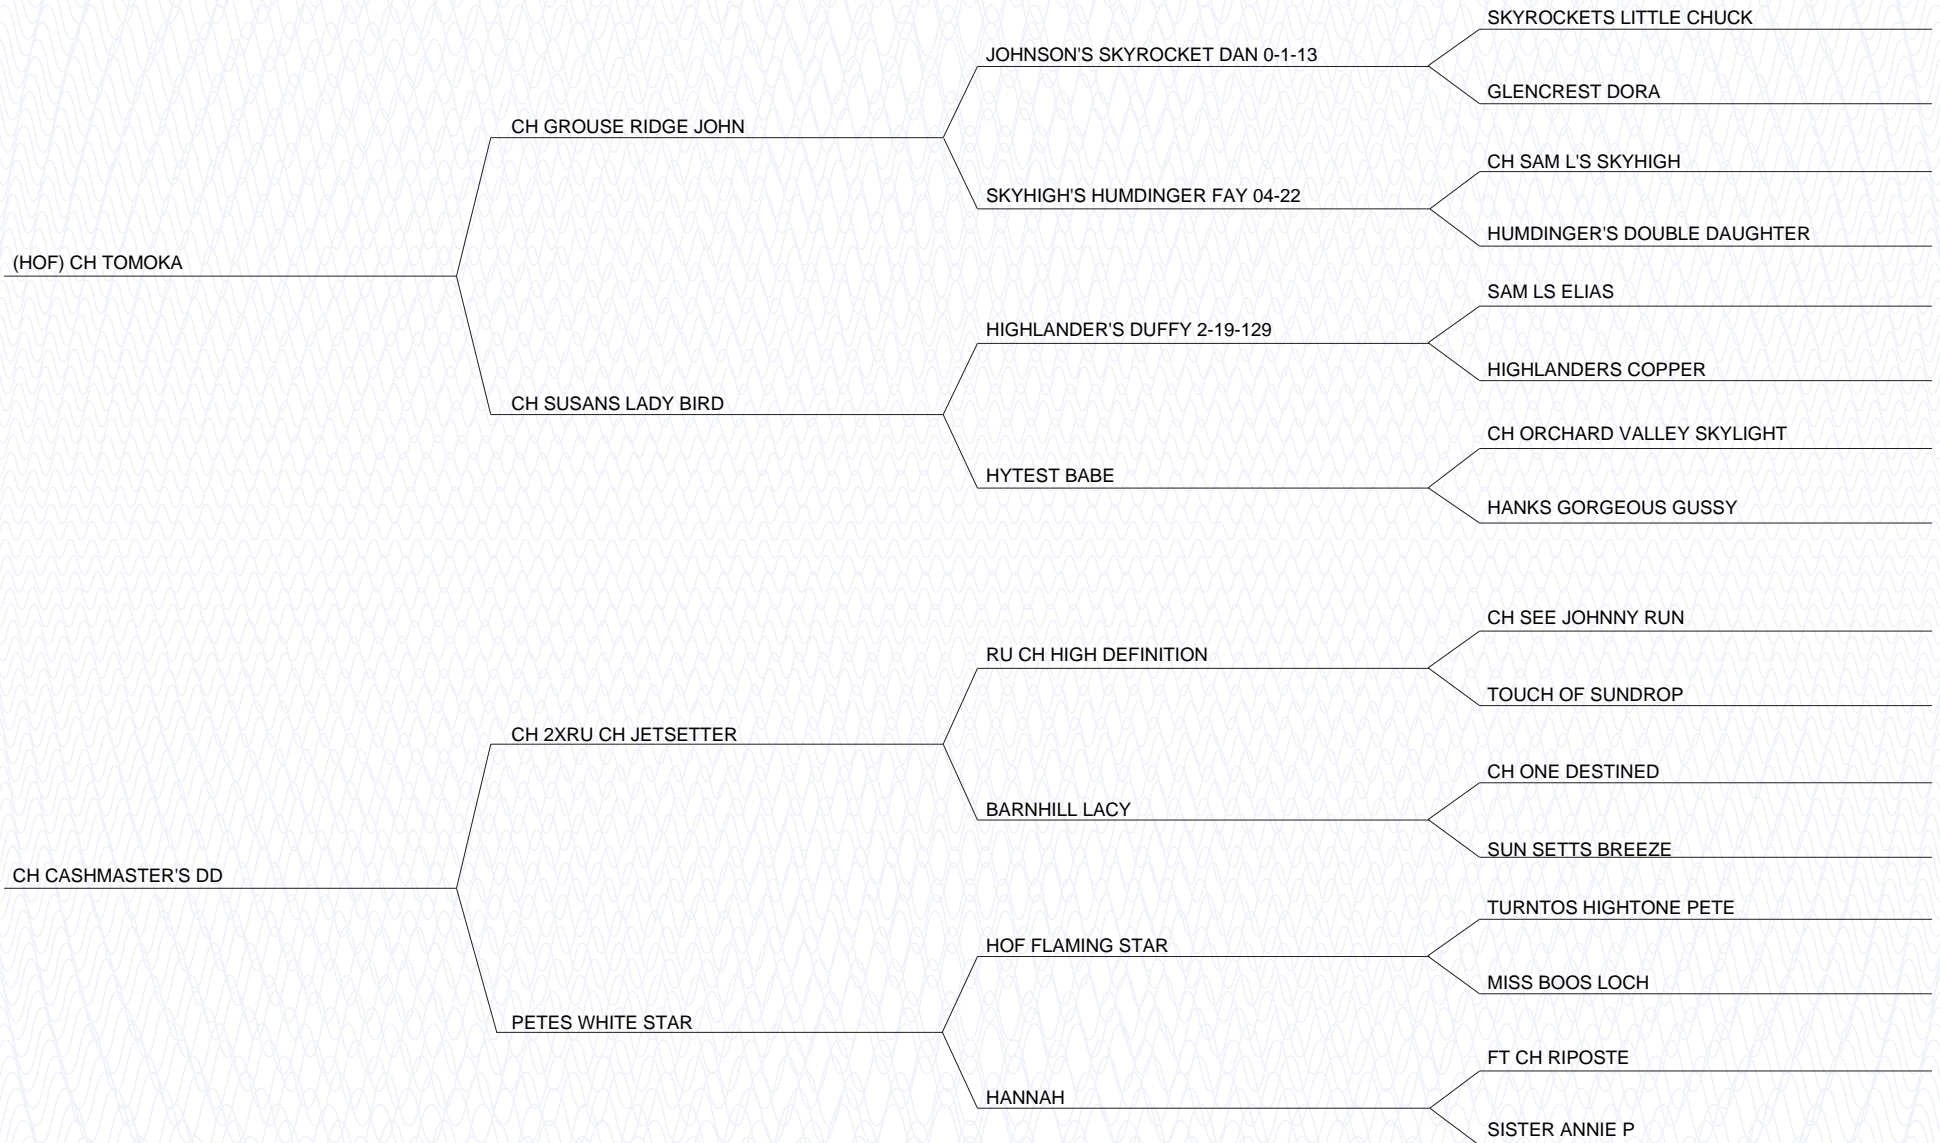 SKYROCKETS LITTLE CHUCK
JOHNSON'S SKYROCKET DAN 0-1-13
GLENCREST DORA
CH GROUSE RIDGE JOHN
CH SAM L'S SKYHIGH
SKYHIGH'S HUMDINGER FAY 04-22
HUMDINGER'S DOUBLE DAUGHTER
(HOF) CH TOMOKA
SAM LS ELIAS
HIGHLANDER'S DUFFY 2-19-129
HIGHLANDERS COPPER
CH SUSANS LADY BIRD
CH ORCHARD VALLEY SKYLIGHT
HYTEST BABE
HANKS GORGEOUS GUSSY
CH SEE JOHNNY RUN
RU CH HIGH DEFINITION
TOUCH OF SUNDROP
CH 2XRU CH JETSETTER
CH ONE DESTINED
BARNHILL LACY
SUN SETTS BREEZE
CH CASHMASTER'S DD
TURNTOS HIGHTONE PETE
HOF FLAMING STAR
MISS BOOS LOCH
PETES WHITE STAR
FT CH RIPOSTE
HANNAH
SISTER ANNIE P